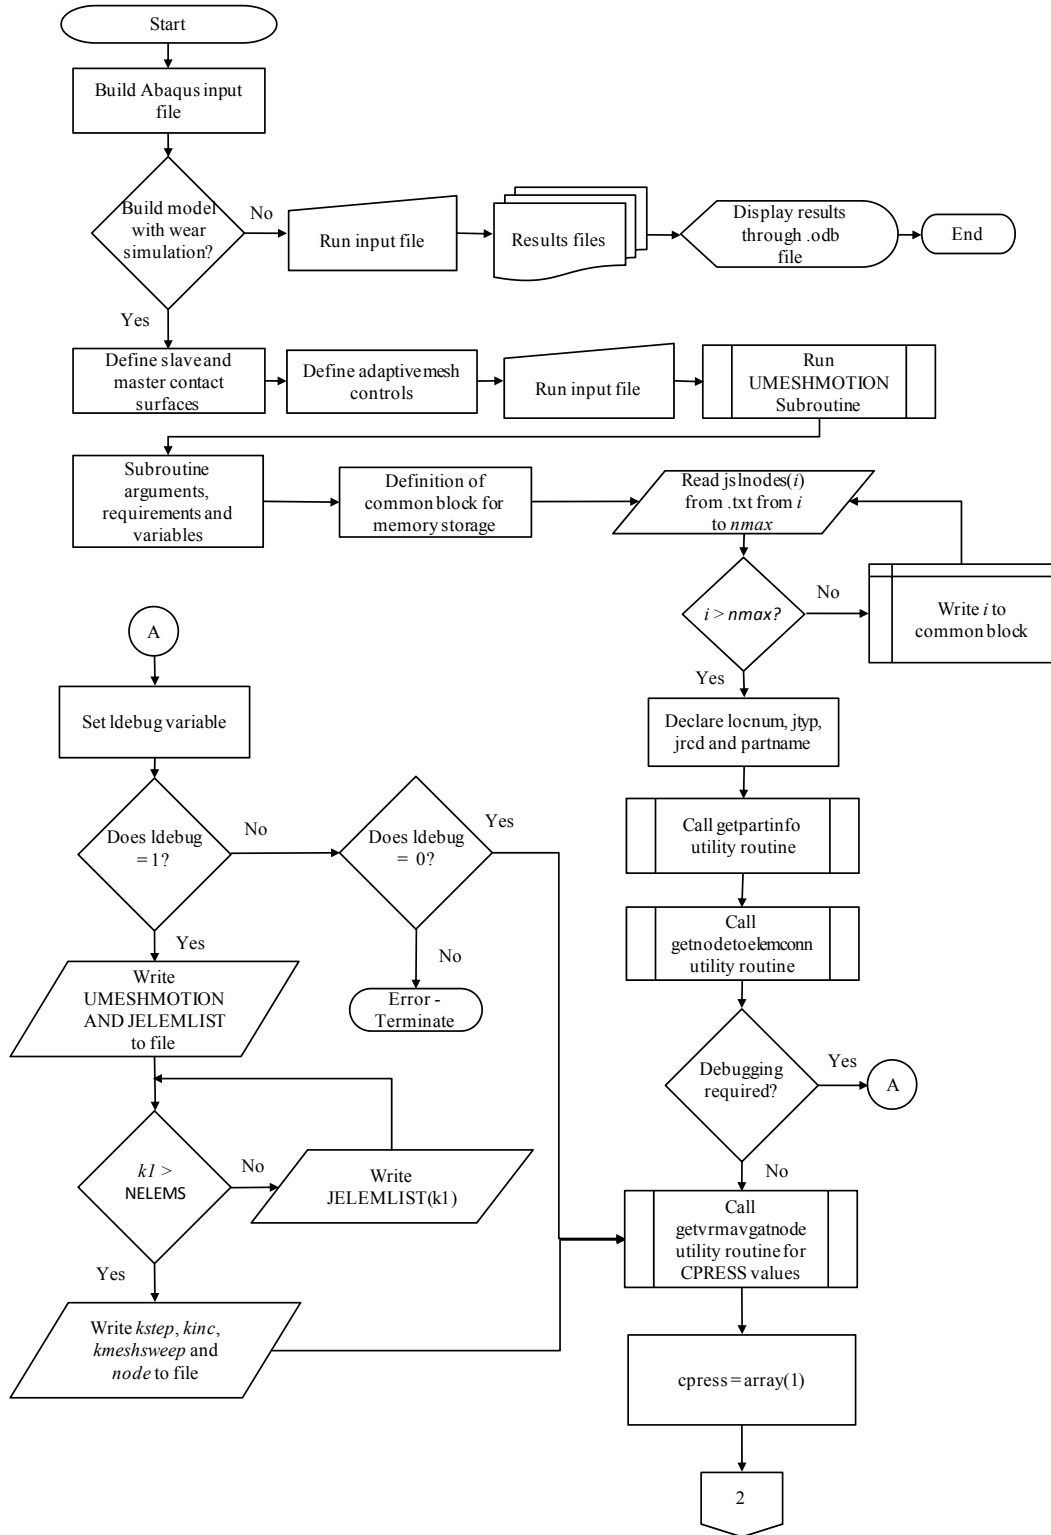 Start
Build Abaqus input
file
Build model
with wear
simulation?
No
Run input file
Results files
Display results
through .odb
file
End
Yes
Define slave and
master contact
surfaces
Define adaptive mesh
controls
Run input file
Run
UMESHMOTION
Subroutine
Subroutine
arguments,
requirements and
variables
Definition of
common block for
memory storage
Read jslnodes(i)
from .txt from i
to nmax
i > nmax?
No
Write i to
common block
Yes
Declare locnum, jtyp,
jrcd and partname
Call getpartinfo
utility routine
Call
getnodetoelemconn
utility routine
Debugging
required?
Yes
A
No
Call
getvrmavgatnode
utility routine for
CPRESS values
cpress = array(1)
2
A
Set ldebug variable
Does ldebug
= 1?
No
Does ldebug
= 0?
Yes
No
Error -
Terminate
Yes
Write
UMESHMOTION
AND JELEMLIST
to file
k1 >
NELEMS
No
Write
JELEMLIST(k1)
Yes
Write kstep, kinc,
kmeshsweep and
node to file